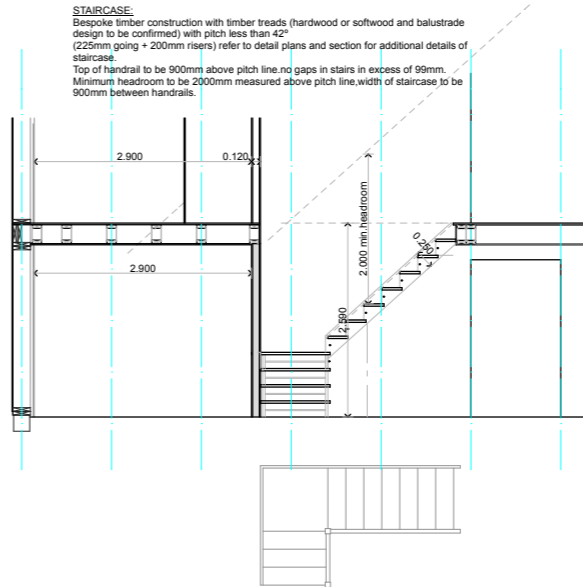 STAIRCASE:
Bespoke timber construction with timber treads (hardwood or softwood and balustrade
design to be confirmed) with pitch less than 42°
(225mm going + 200mm risers) refer to detail plans and section for additional details of
staircase.
Top of handrail to be 900mm above pitch line.no gaps in stairs in excess of 99mm.
Minimum headroom to be 2000mm measured above pitch line,width of staircase to be
900mm between handrails.
2.900
0.120
2.000 min.headroom
0.250
2.900
2.590